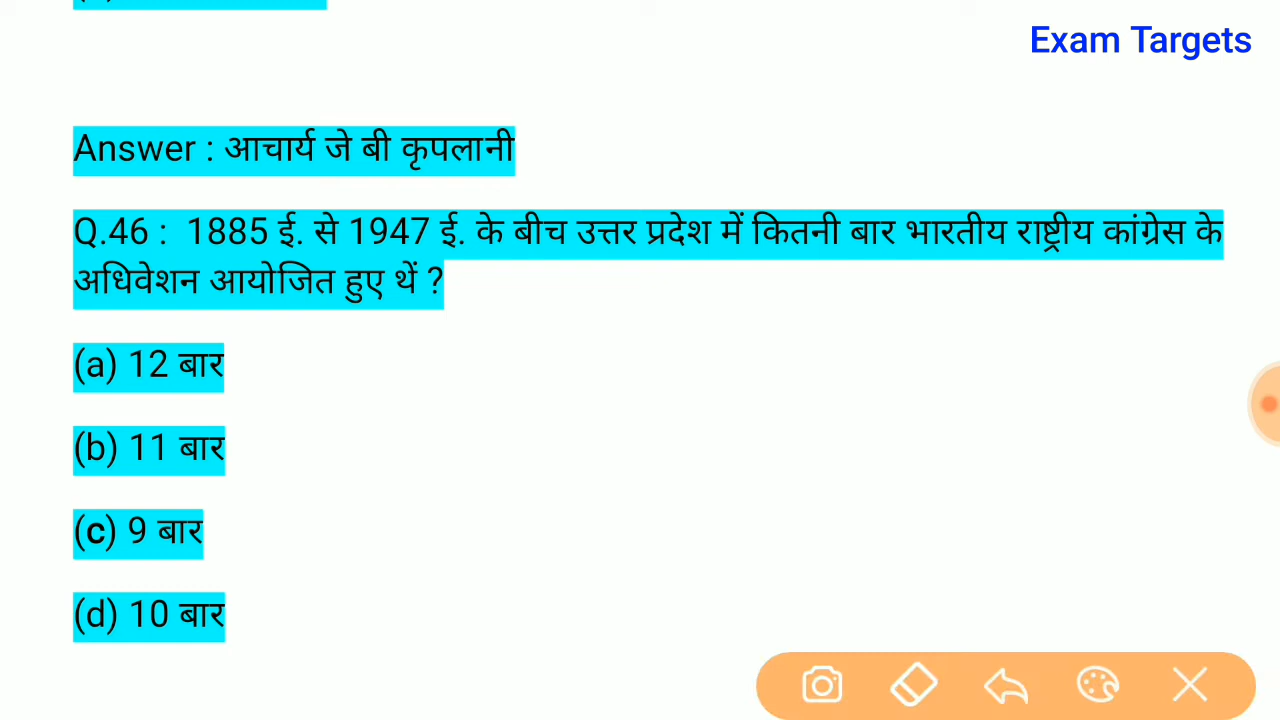 Exam Targets
Answer : आचार्य जे बी कृपलानी
Q.46 : 1885 ई. से 1947 ई. के बीच उत्तर प्रदेश में कितनी बार भारतीय राष्ट्रीय कांग्रेस के
अधिवेशन आयोजित हुए थें ?
(a) 12 बार
(b) 11 बार
(c) 9 बार
(d) 10 बार